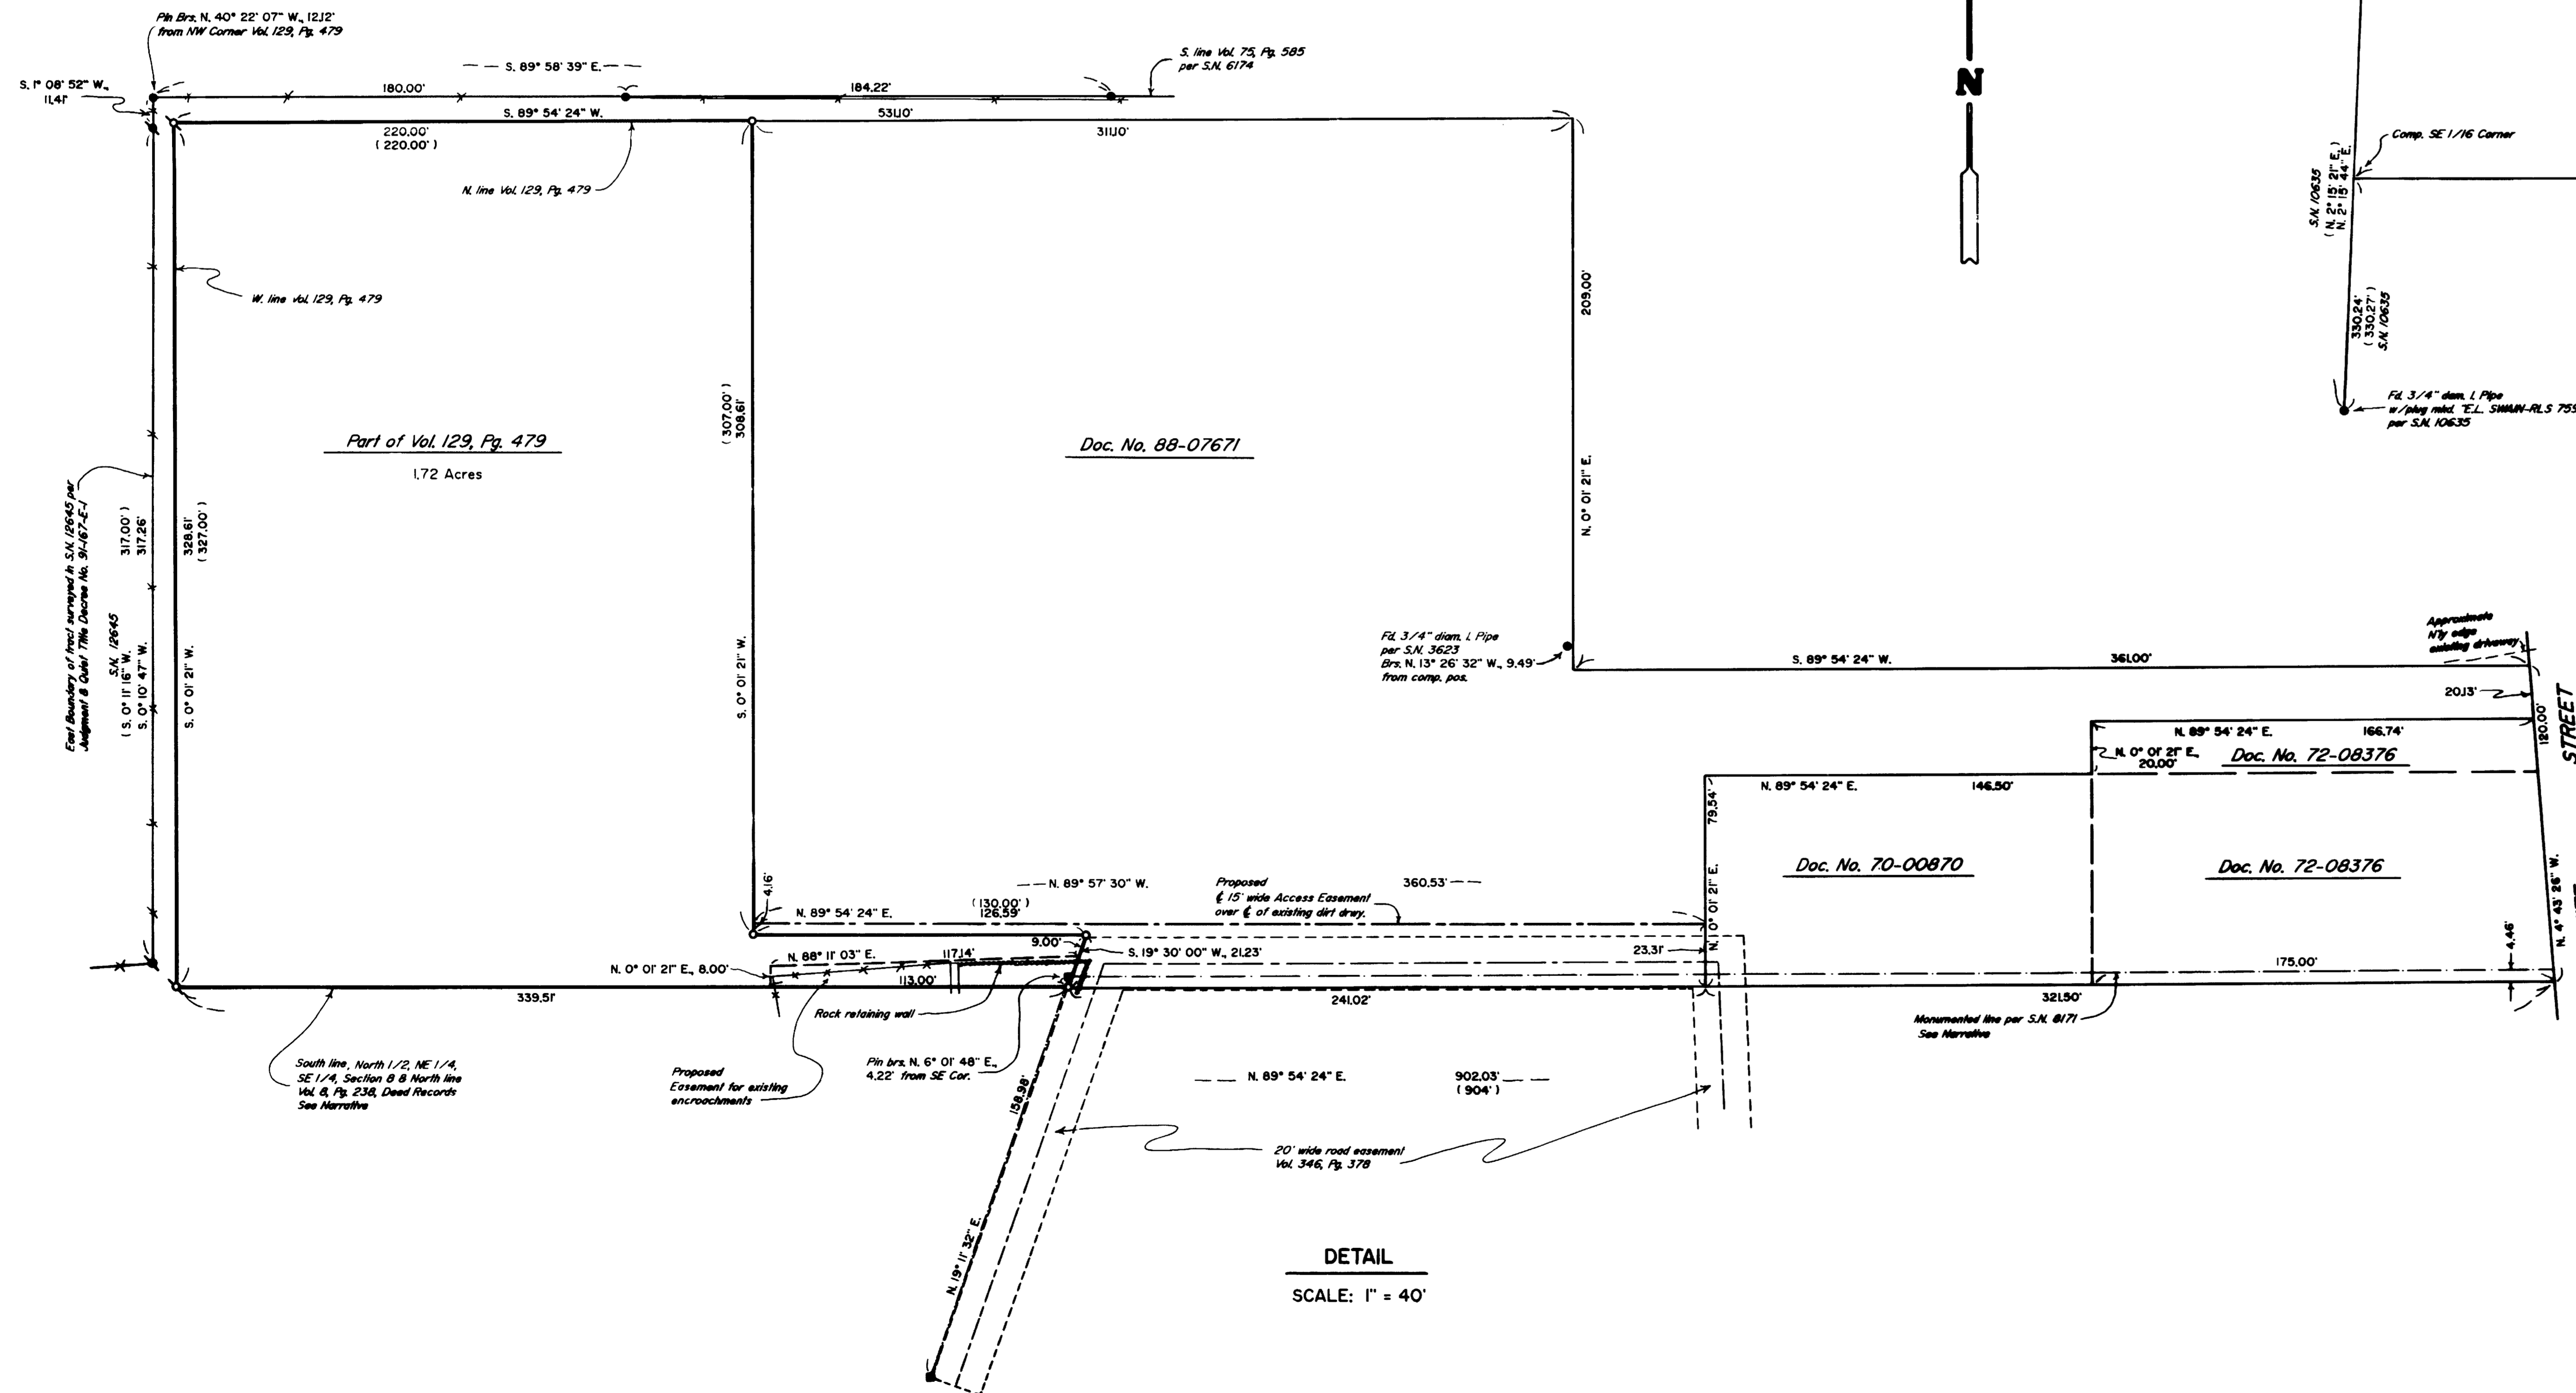 Pin Brs. N. 40° 22' 07" W., 12.12'
from NW Corner Vol. 129, Pg. 479
S. 1° 08' 52" W.,
11.41'
S. 89° 58' 39" E.
180.00'
184.22'
S. line Vol. 75, Pg. 585
per S.N. 6174
S. 89° 54' 24" W.
531.10'
220.00'
( 220.00' )
311.10'
N. line Vol. 129, Pg. 479
N
Comp. SE 1/16 Corner
S.N. 10635
( N. 2° 15' 21" E. )
N. 2° 15' 44" E.
330.24'
( 330.27' )
S.N. 10635
Fd. 3/4" dam. I. Pipe
w/plug mkd. "E.L. SWAIN-RLS 759
per S.N. 10635
W. line Vol. 129, Pg. 479
209.00'
N. 0° 01' 21" E.
Part of Vol. 129, Pg. 479
1.72 Acres
( 307.00' )
308.61'
S. 0° 01' 21" W.
Doc. No. 88-07671
East Boundary of tract surveyed in S.N. 12645 per
Judgment & Quiet Title Decree No. 91-167-E-1
317.00' )
317.26'
S.N. 12645
( S. 0° 11' 16" W.
S. 0° 10' 47" W.
328.61'
( 327.00' )
S. 0° 01' 21" W.
Fd. 3/4" diam. I. Pipe
per S.N. 3623
Brs. N. 13° 26' 32" W., 9.49'
from comp. pos.
S. 89° 54' 24" W.
361.00'
Approximate
N'ly edge
existing driveway
20.13'
120.00'
STREET
N. 89° 54' 24" E.
166.74'
N. 0° 01' 21" E.,
20.00'
Doc. No. 72-08376
N. 89° 54' 24" E.
146.50'
79.54'
N. 0° 01' 21" E.
Doc. No. 70-00870
Doc. No. 72-08376
N. 4° 43' 26" W.
4.16'
N. 89° 57' 30" W.
360.53'
Proposed
℄ 15' wide Access Easement
over ℄ of existing dirt drwy.
N. 89° 54' 24" E.
( 130.00' )
126.59'
9.00'
S. 19° 30' 00" W., 21.23'
23.31'
4.46'
N. 88° 11' 03" E.
117.14'
N. 0° 01' 21" E., 8.00'
113.00'
175.00'
339.51'
241.02'
321.50'
Rock retaining wall
Monumented line per S.N. 8171
See Narrative
South line, North 1/2, NE 1/4,
SE 1/4, Section 8 & North line
Vol. 8, Pg. 238, Deed Records
See Narrative
Proposed
Easement for existing
encroachments
Pin brs. N. 6° 01' 48" E.,
4.22' from SE Cor.
N. 89° 54' 24" E.
902.03'
( 904' )
158.98'
N. 19° 11' 32" E.
20' wide road easement
Vol. 346, Pg. 378
DETAIL
SCALE: 1" = 40'